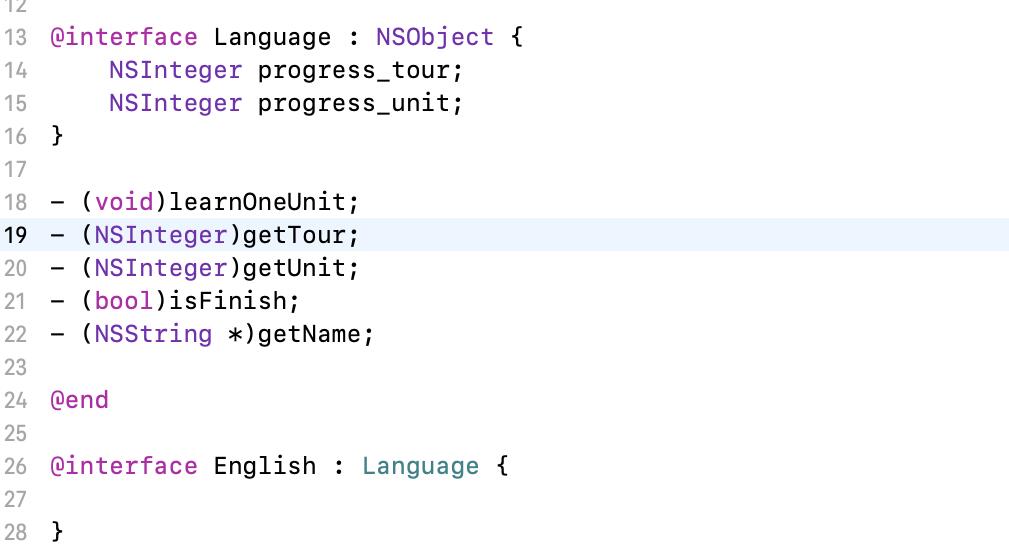 12
13 @interface Language : NSObject {
14     NSInteger progress_tour;
15     NSInteger progress_unit;
16 }
17
18 - (void)learnOneUnit;
19 - (NSInteger)getTour;
20 - (NSInteger)getUnit;
21 - (bool)isFinish;
22 - (NSString *)getName;
23
24 @end
25
26 @interface English : Language {
27
28 }